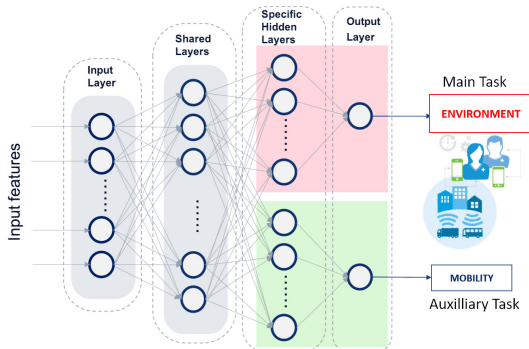 Specific
Hidden
Layers
Output
Layer
Shared
Layers
Input
Layer
Main Task
ENVIRONMENT
Input features
MOBILITY
Auxilliary Task